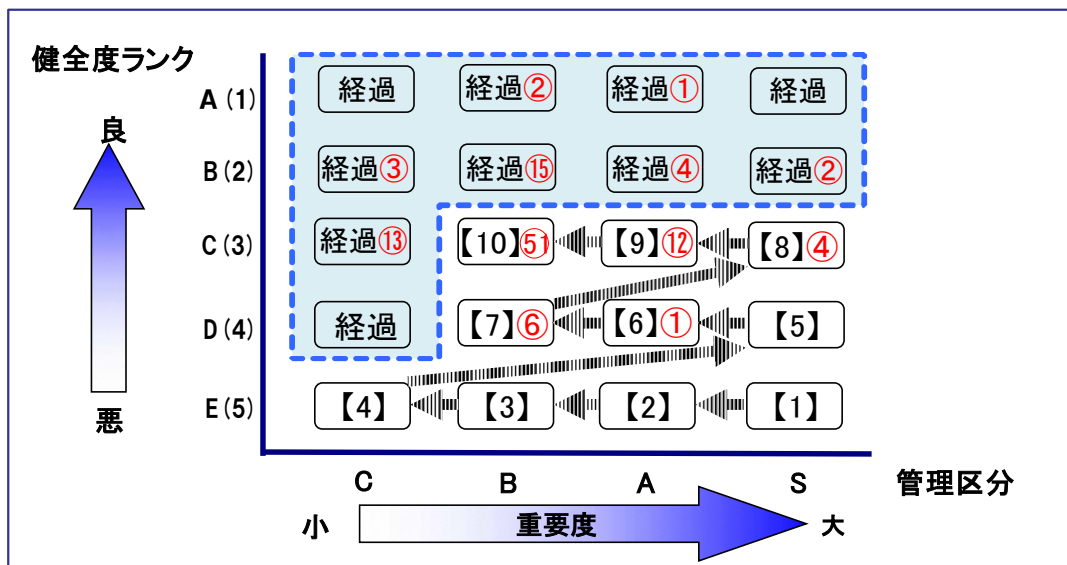 健全度ランク
A(1) 経過 経過② 経過① 経過
良
B(2) 経過③ 経過⑮ 経過④ 経過②
C(3) 経過⑬ 【10】㊿1 【9】⑫ 【8】④
D(4) 経過 【7】⑥ 【6】① 【5】
E(5) 【4】 【3】 【2】 【1】
悪
C B A S 管理区分
小 重要度 大